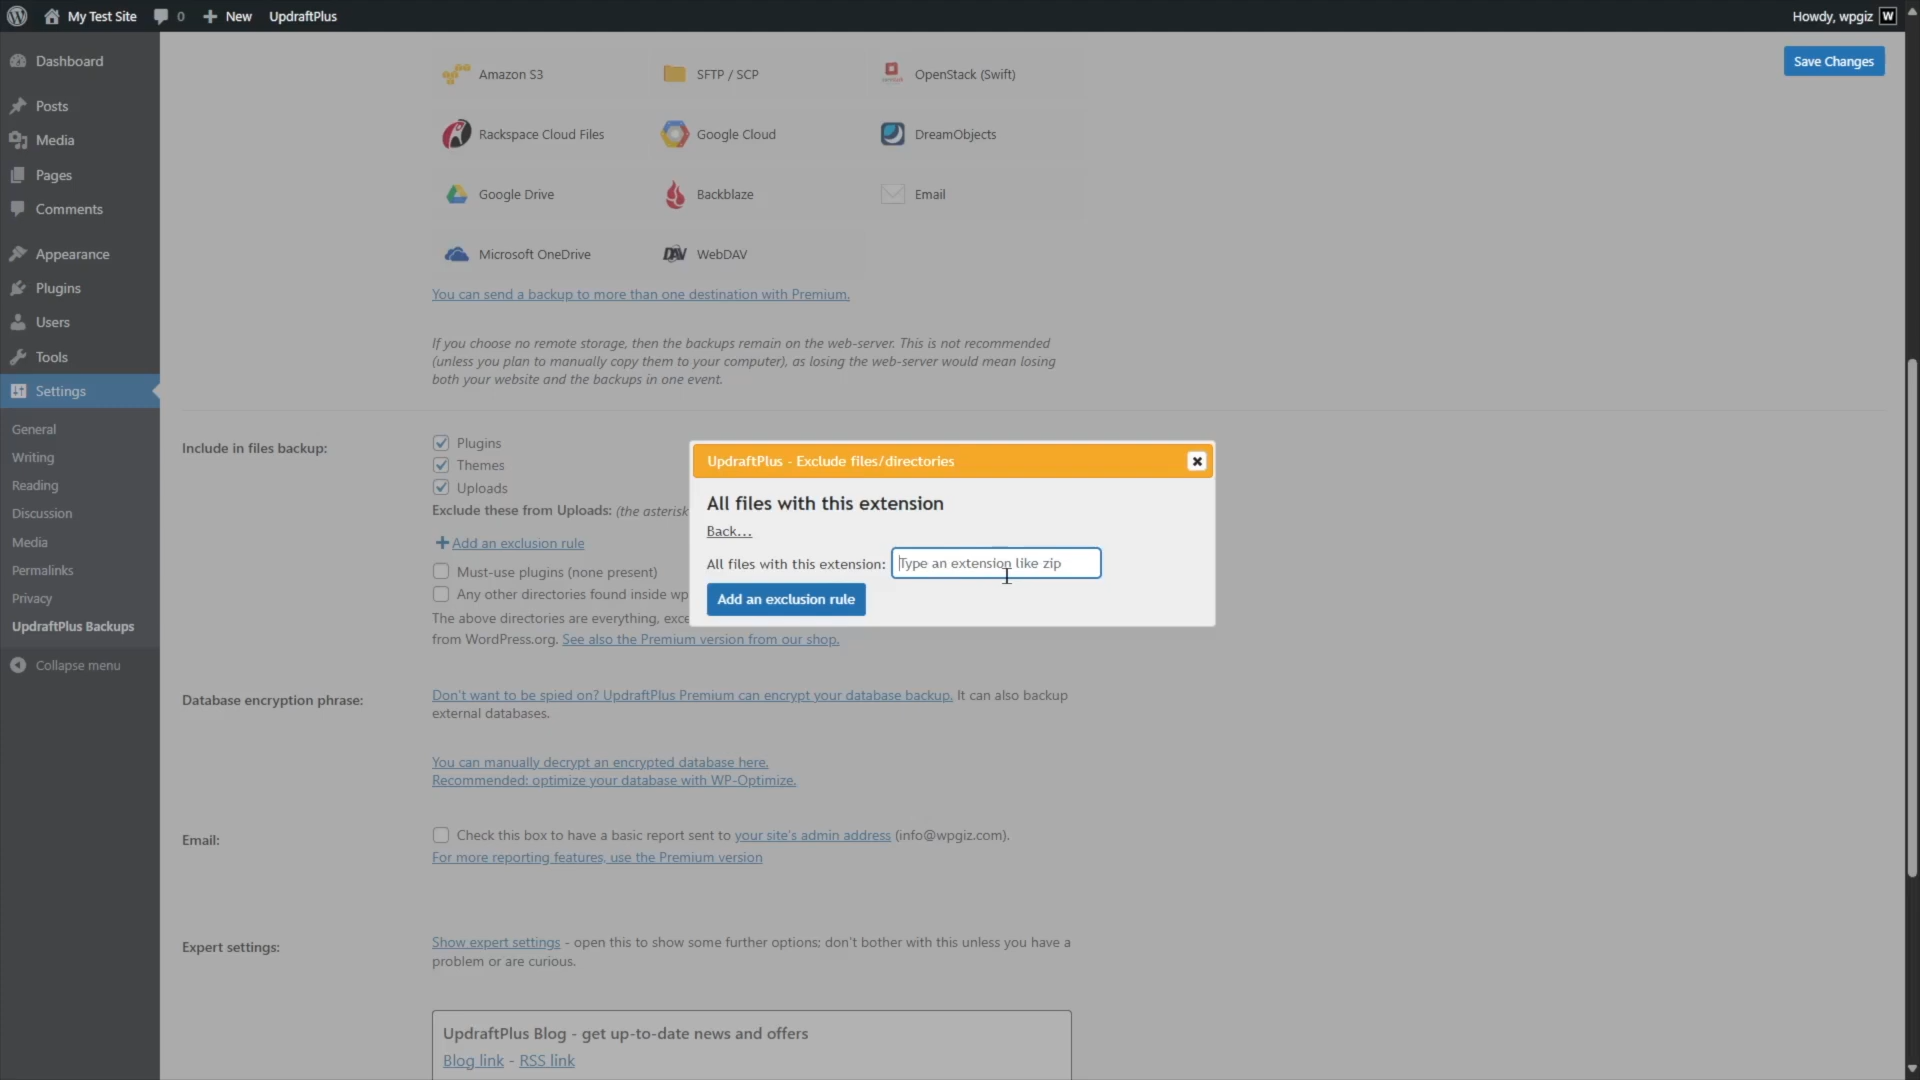 My Test Site
0
New
UpdraftPlus
Howdy, wpgiz
W
Dashboard
Posts
Media
Pages
Comments
Appearance
Plugins
Users
Tools
Settings
General
Writing
Reading
Discussion
Media
Permalinks
Privacy
UpdraftPlus Backups
Collapse menu
Save Changes
Amazon S3
SFTP / SCP
OpenStack (Swift)
Rackspace Cloud Files
Google Cloud
DreamObjects
Google Drive
Backblaze
Email
Microsoft OneDrive
DAV
WebDAV
You can send a backup to more than one destination with Premium.
If you choose no remote storage, then the backups remain on the web-server. This is not recommended
(unless you plan to manually copy them to your computer), as losing the web-server would mean losing
both your website and the backups in one event.
Include in files backup:
Plugins
Themes
Uploads
Exclude these from Uploads: (the asterisk
Add an exclusion rule
Must-use plugins (none present)
Any other directories found inside wp
The above directories are everything, exce
from WordPress.org. See also the Premium version from our shop.
UpdraftPlus - Exclude files/directories
All files with this extension
Back...
All files with this extension: Type an extension like zip
Add an exclusion rule
Database encryption phrase:
Don't want to be spied on? UpdraftPlus Premium can encrypt your database backup. It can also backup
external databases.
You can manually decrypt an encrypted database here.
Recommended: optimize your database with WP-Optimize.
Email:
Check this box to have a basic report sent to your site's admin address (info@wpgiz.com).
For more reporting features, use the Premium version
Expert settings:
Show expert settings - open this to show some further options; don't bother with this unless you have a
problem or are curious.
UpdraftPlus Blog - get up-to-date news and offers
Blog link - RSS link